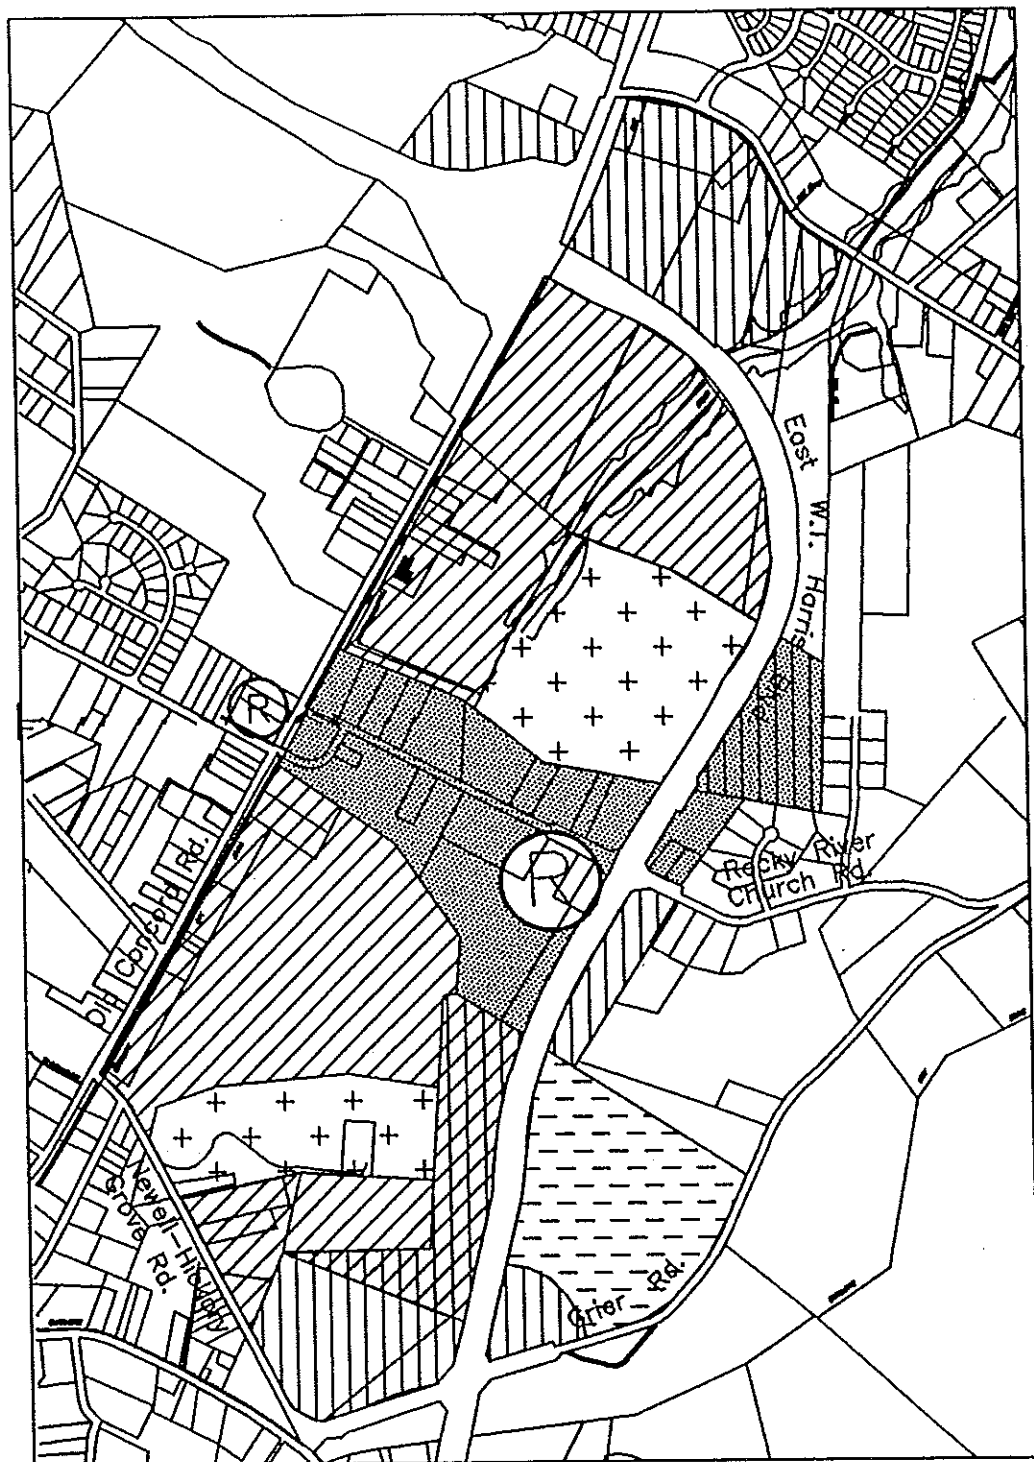 East W.T. Harris
Blvd.
R
R
Rocky River
Church Rd.
Old Concord Rd.
Newell-Hickory
Grove Rd.
Grier Rd.